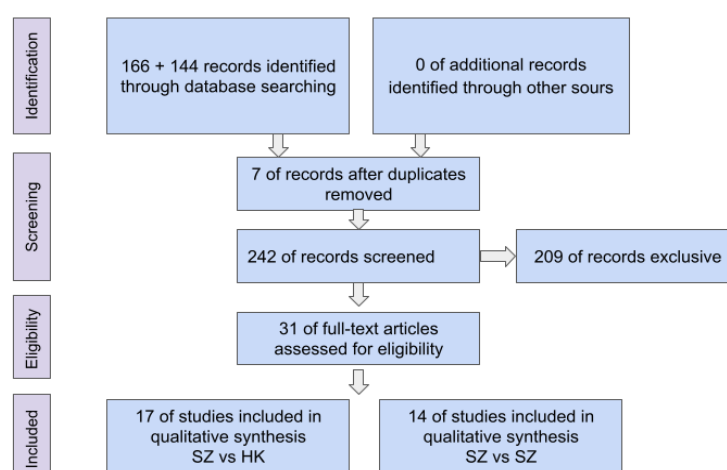 Identification
166 + 144 records identified
through database searching
0 of additional records
identified through other sours
Screening
7 of records after duplicates
removed
242 of records screened
209 of records exclusive
Eligibility
31 of full-text articles
assessed for eligibility
Included
17 of studies included in
qualitative synthesis
SZ vs HK
14 of studies included in
qualitative synthesis
SZ vs SZ